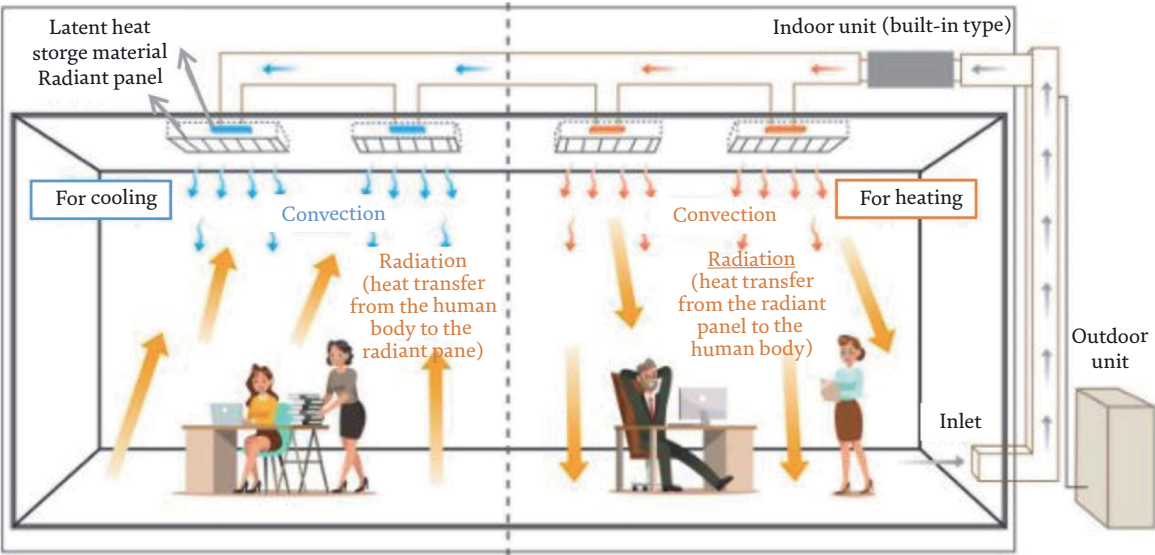 Latent heat
storge material
Radiant panel
Indoor unit (built-in type)
For cooling
Convection
Radiation
(heat transfer
from the human
body to the
radiant pane)
Convection
For heating
Radiation
(heat transfer
from the radiant
panel to the
human body)
Outdoor
unit
Inlet